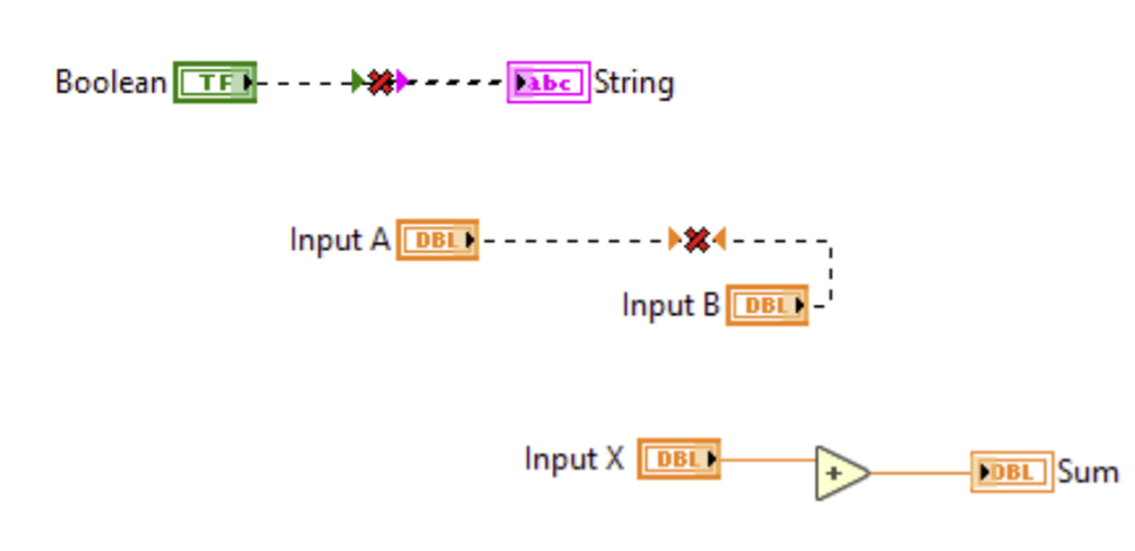 Boolean TF abc String
Input A DBL
Input B DBL
Input X DBL + DBL Sum